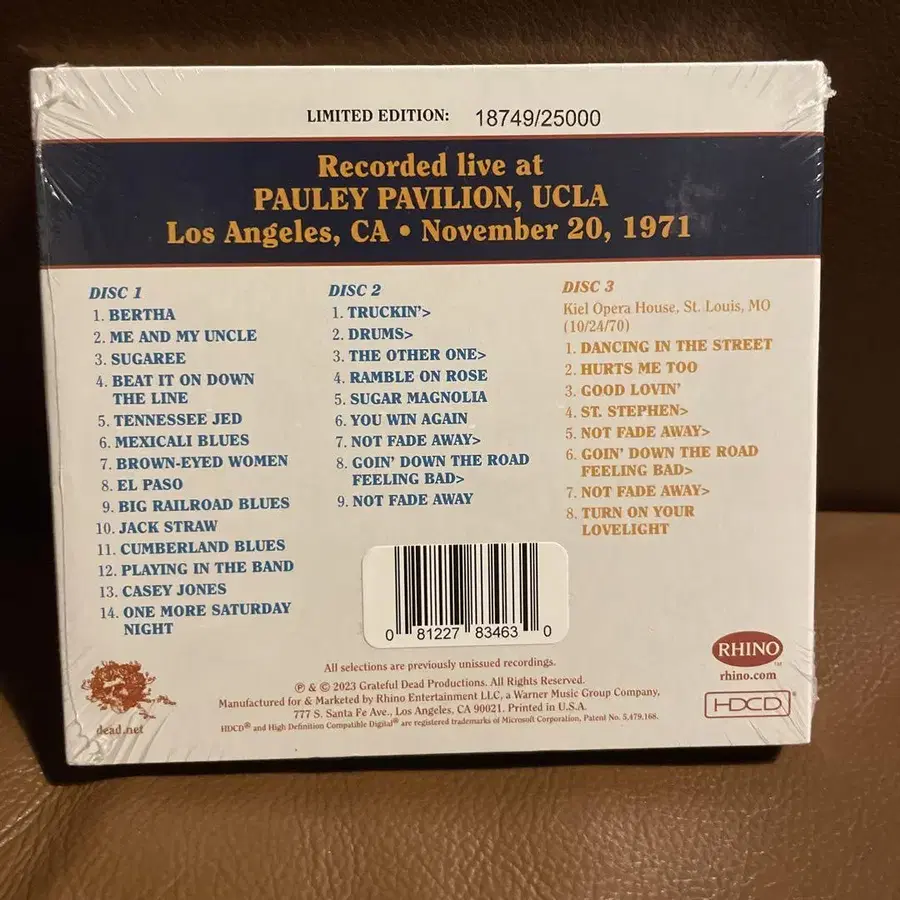 LIMITED EDITION: 18749/25000
Recorded live at
PAULEY PAVILION, UCLA
Los Angeles, CA • November 20, 1971
DISC 1
1. BERTHA
2. ME AND MY UNCLE
3. SUGAREE
4. BEAT IT ON DOWN
THE LINE
5. TENNESSEE JED
6. MEXICALI BLUES
7. BROWN-EYED WOMEN
8. EL PASO
9. BIG RAILROAD BLUES
10. JACK STRAW
11. CUMBERLAND BLUES
12. PLAYING IN THE BAND
13. CASEY JONES
14. ONE MORE SATURDAY
NIGHT
DISC 2
1. TRUCKIN'>
2. DRUMS>
3. THE OTHER ONE>
4. RAMBLE ON ROSE
5. SUGAR MAGNOLIA
6. YOU WIN AGAIN
7. NOT FADE AWAY>
8. GOIN' DOWN THE ROAD
FEELING BAD>
9. NOT FADE AWAY
DISC 3
Kiel Opera House, St. Louis, MO
(10/24/70)
1. DANCING IN THE STREET
2. HURTS ME TOO
3. GOOD LOVIN'
4. ST. STEPHEN>
5. NOT FADE AWAY>
6. GOIN' DOWN THE ROAD
FEELING BAD>
7. NOT FADE AWAY>
8. TURN ON YOUR
LOVELIGHT
0 81227 83463 0
All selections are previously unissued recordings.
℗ & © 2023 Grateful Dead Productions. All Rights Reserved.
Manufactured for & Marketed by Rhino Entertainment LLC, a Warner Music Group Company,
777 S. Santa Fe Ave., Los Angeles, CA 90021. Printed in U.S.A.
HDCD® and High Definition Compatible Digital® are registered trademarks of Microsoft Corporation, Patent No. 5,479,168.
dead.net
RHINO™
rhino.com
HDCD®